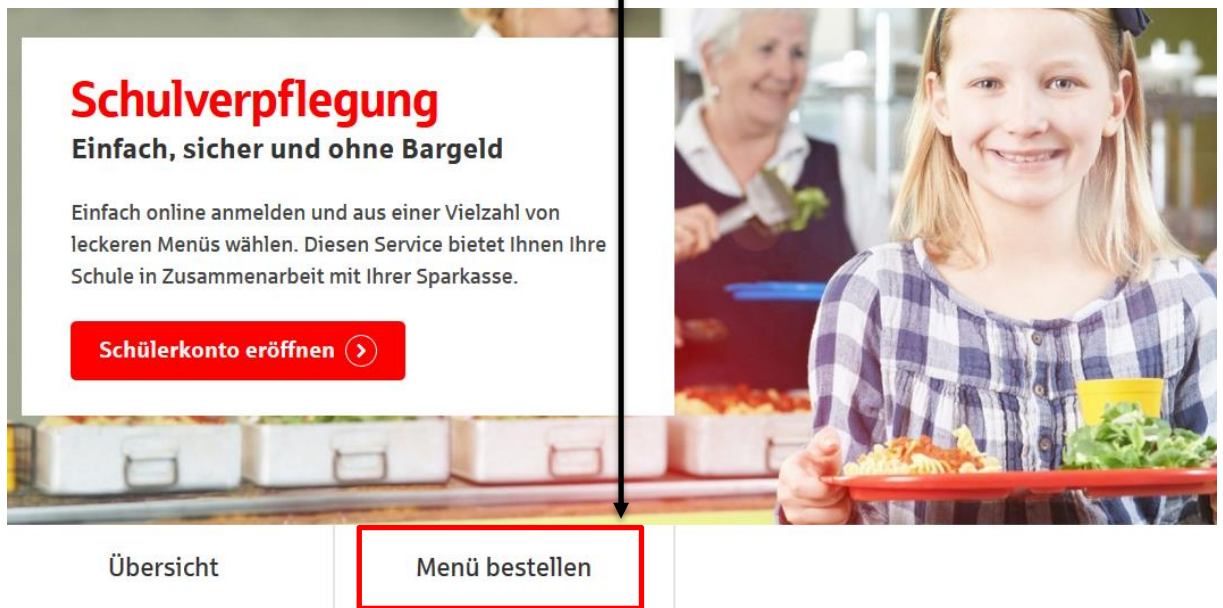 Schulverpflegung
Einfach, sicher und ohne Bargeld
Einfach online anmelden und aus einer Vielzahl von
leckeren Menüs wählen. Diesen Service bietet Ihnen Ihre
Schule in Zusammenarbeit mit Ihrer Sparkasse.
Schülerkonto eröffnen
Übersicht
Menü bestellen